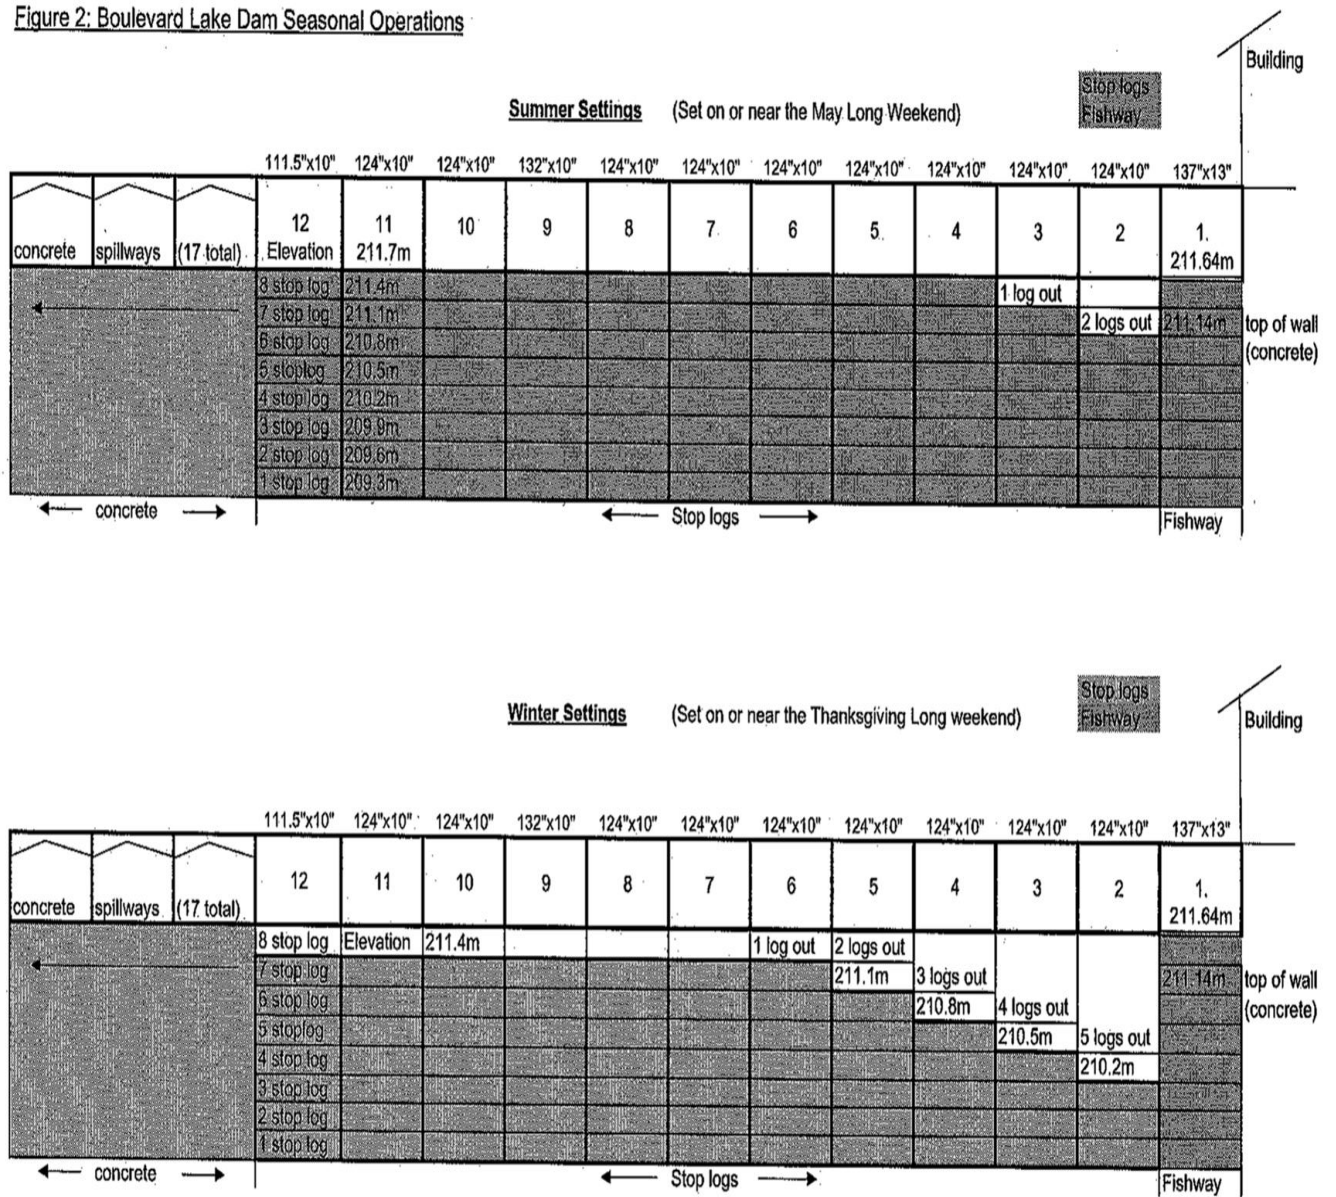 Figure 2: Boulevard Lake Dam Seasonal Operations
Building
Stop logs
Fishway
Summer Settings (Set on or near the May Long Weekend)
111.5"x10" 124"x10" 124"x10" 132"x10" 124"x10" 124"x10" 124"x10" 124"x10" 124"x10" 124"x10" 124"x10" 137"x13"
12 11 10 9 8 7 6 5 4 3 2 1.
concrete spillways (17 total) Elevation 211.7m 211.64m
8 stop log 211.4m 1 log out
7 stop log 211.1m 2 logs out 211.14m top of wall
6 stop log 210.8m (concrete)
5 stoplog 210.5m
4 stop log 210.2m
3 stop log 209.9m
2 stop log 209.6m
1 stop log 209.3m
concrete Stop logs Fishway
Stop logs
Fishway
Building
Winter Settings (Set on or near the Thanksgiving Long weekend)
111.5"x10" 124"x10" 124"x10" 132"x10" 124"x10" 124"x10" 124"x10" 124"x10" 124"x10" 124"x10" 124"x10" 137"x13"
12 11 10 9 8 7 6 5 4 3 2 1.
concrete spillways (17 total) 211.64m
8 stop log Elevation 211.4m 1 log out 2 logs out
7 stop log 211.1m 3 logs out 211.14m top of wall
6 stop log 210.8m 4 logs out (concrete)
5 stoplog 210.5m 5 logs out
4 stop log 210.2m
3 stop log
2 stop log
1 stop log
concrete Stop logs Fishway